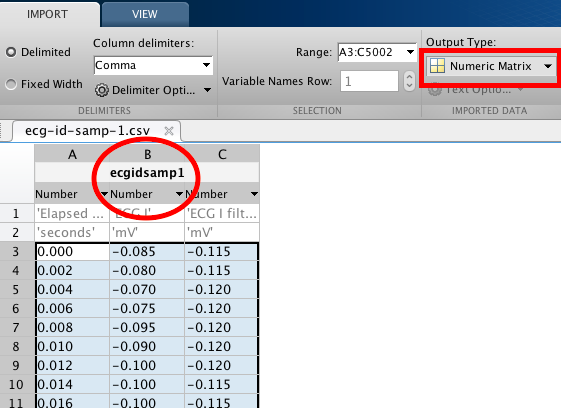 IMPORT VIEW
Delimited
Column delimiters:
Range: A3:C5002
Output Type:
Comma
Numeric Matrix
Fixed Width
Delimiter Opti...
Variable Names Row: 1
Text Optio...
DELIMITERS SELECTION IMPORTED DATA
ecg-id-samp-1.csv
A B C
ecgidsamp1
Number Number Number
1 'Elapsed ... 'ECG I' 'ECG I filt...
2 'seconds' 'mV' 'mV'
3 0.000 -0.085 -0.115
4 0.002 -0.080 -0.115
5 0.004 -0.070 -0.120
6 0.006 -0.075 -0.120
7 0.008 -0.095 -0.120
8 0.010 -0.090 -0.120
9 0.012 -0.100 -0.120
10 0.014 -0.100 -0.115
11 0.016 -0.100 -0.115